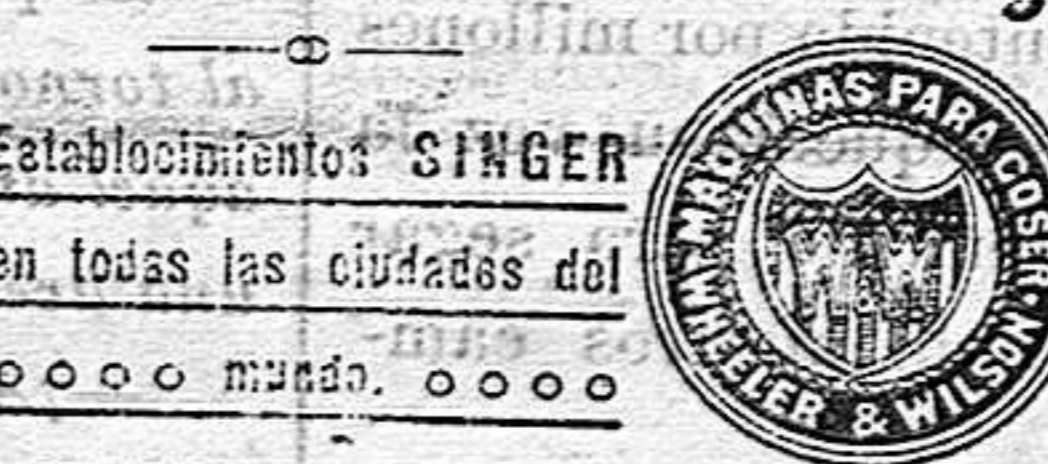 Establecimientos SINGER
en todas las ciudades del
o o o o mundo. o o o o
MAQUINAS PARA COSER
WHEELER & WILSON